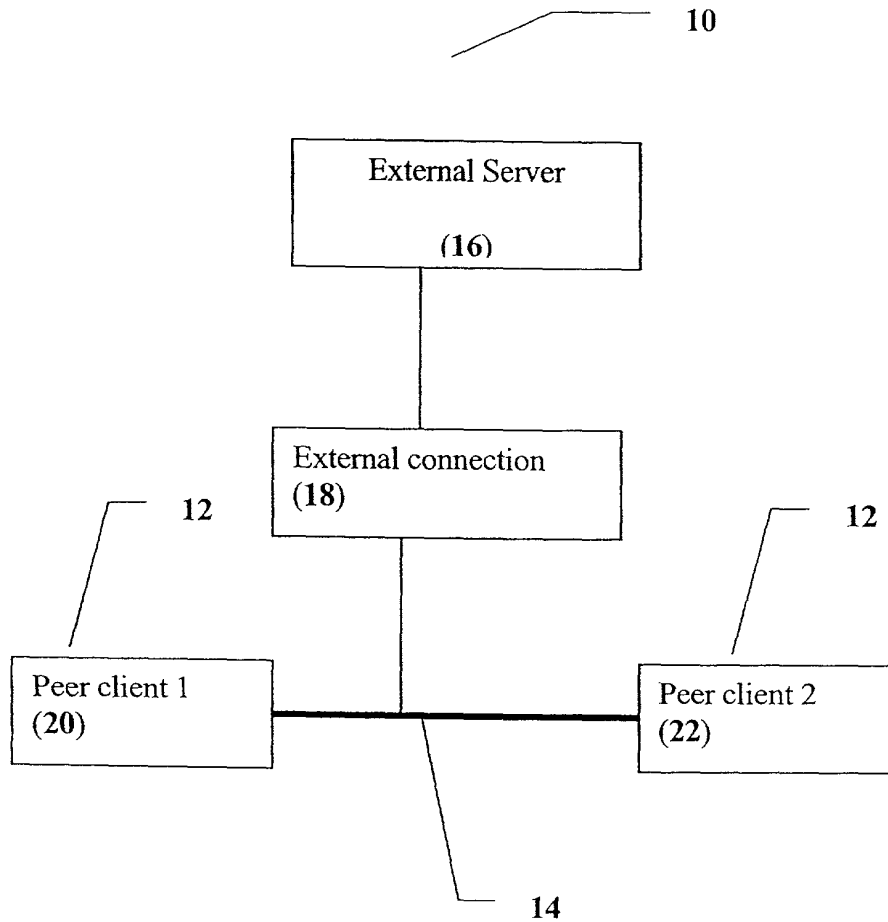 10
External Server
(16)
External connection
(18)
12
12
Peer client 1
(20)
Peer client 2
(22)
14